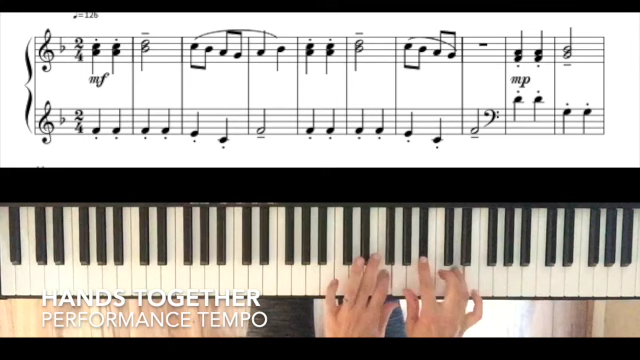 ♩=126
mf
mp
HANDS TOGETHER
PERFORMANCE TEMPO